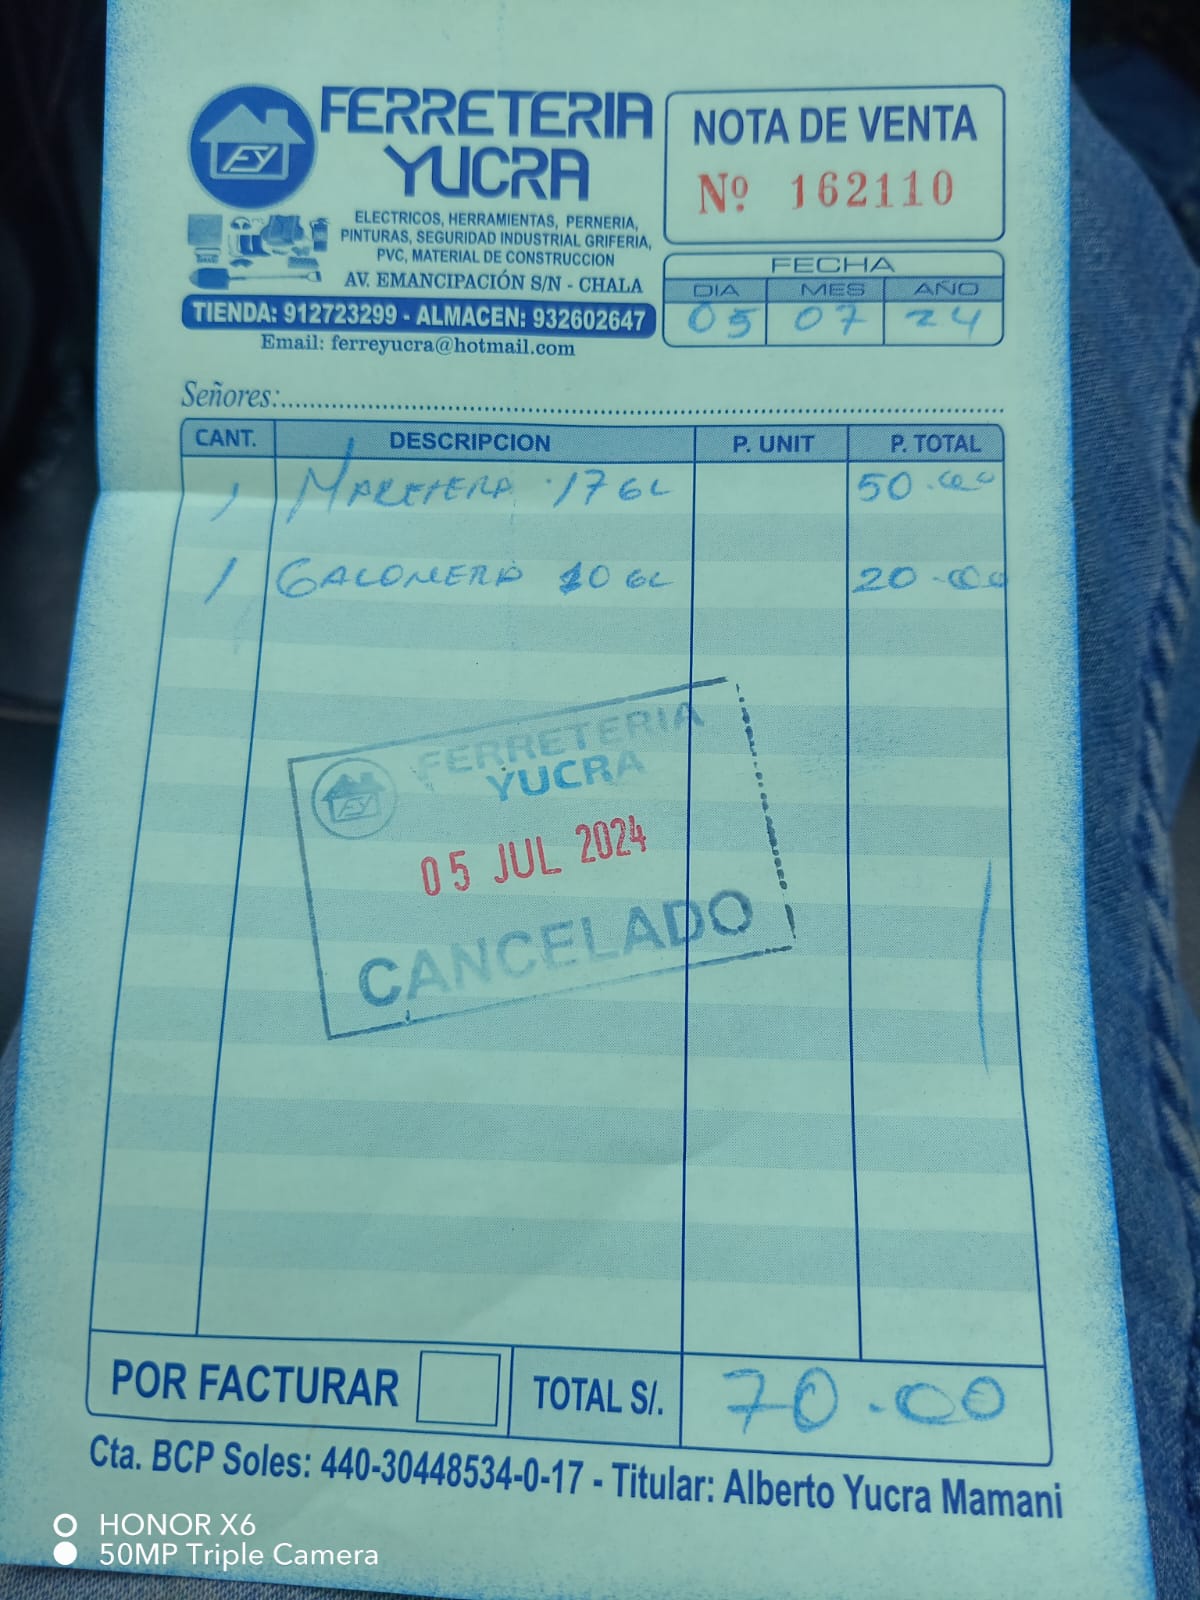 FERRETERIA
YUCRA
FY
ELECTRICOS, HERRAMIENTAS, PERNERIA,
PINTURAS, SEGURIDAD INDUSTRIAL GRIFERIA,
PVC, MATERIAL DE CONSTRUCCION
AV. EMANCIPACIÓN S/N - CHALA
TIENDA: 912723299 - ALMACEN: 932602647
Email: ferreyucra@hotmail.com
NOTA DE VENTA
Nº 162110
FECHA
DIA MES AÑO
05 07 24
Señores:
CANT. DESCRIPCION P. UNIT P. TOTAL
1 17 GL 50.00
1 GALONERA 10 GL 20.00
FERRETERIA
YUCRA
FY
05 JUL 2024
CANCELADO
POR FACTURAR TOTAL S/. 70.00
Cta. BCP Soles: 440-30448534-0-17 - Titular: Alberto Yucra Mamani
HONOR X6
50MP Triple Camera